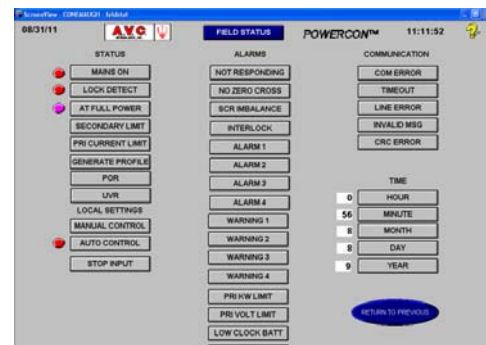 ScreenView - CONEMAUGH - fieldstat
08/31/11
AVC
FIELD STATUS
POWERCON™
11:11:52
STATUS
MAINS ON
LOCK DETECT
AT FULL POWER
SECONDARY LIMIT
PRI CURRENT LIMIT
GENERATE PROFILE
POR
UVR
LOCAL SETTINGS
MANUAL CONTROL
AUTO CONTROL
STOP INPUT
ALARMS
NOT RESPONDING
NO ZERO CROSS
SCR IMBALANCE
INTERLOCK
ALARM 1
ALARM 2
ALARM 3
ALARM 4
WARNING 1
WARNING 2
WARNING 3
WARNING 4
PRI KW LIMIT
PRI VOLT LIMIT
LOW CLOCK BATT
COMMUNICATION
COM ERROR
TIMEOUT
LINE ERROR
INVALID MSG
CRC ERROR
TIME
0 HOUR
56 MINUTE
8 MONTH
8 DAY
9 YEAR
RETURN TO PREVIOUS